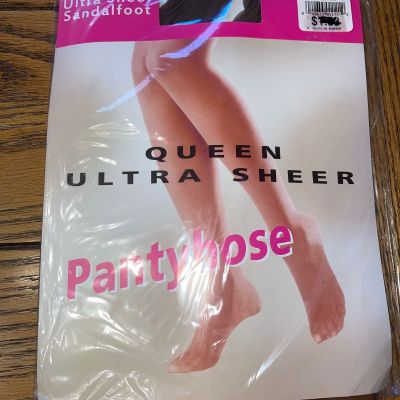 Ultra Sheer
Sandalfoot
QUEEN
ULTRA SHEER
Pantyhose